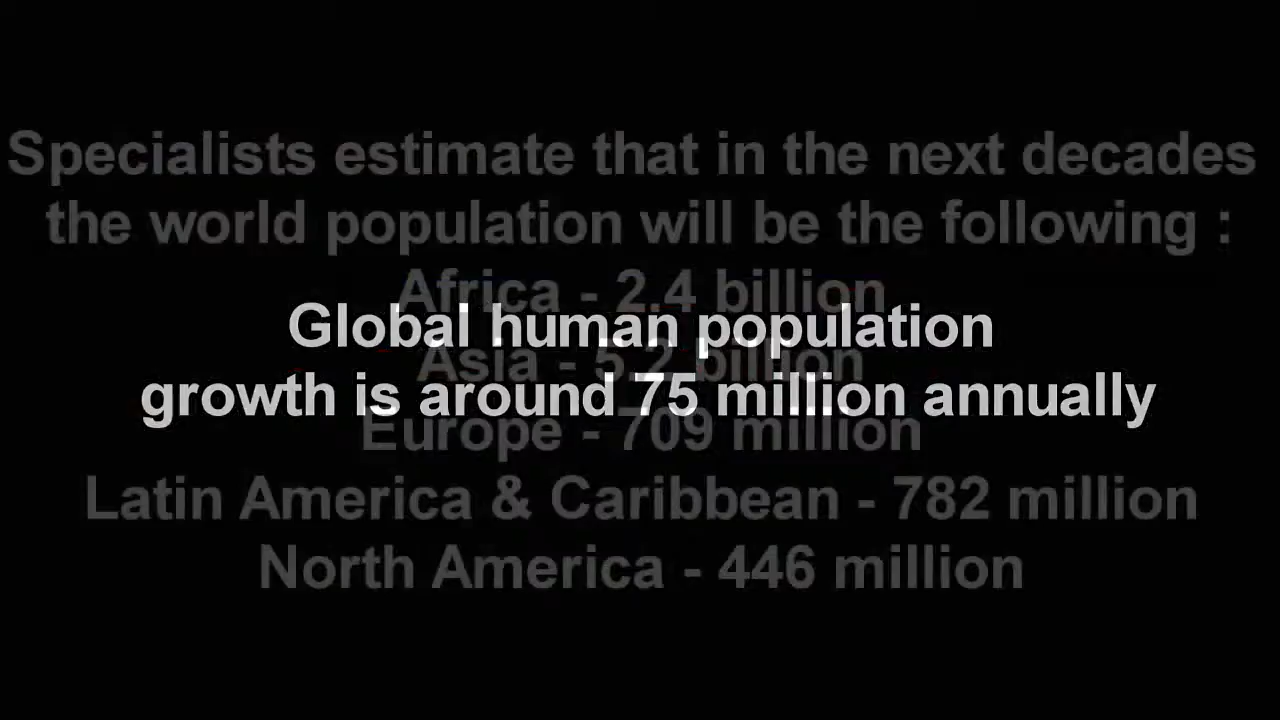 Specialists estimate that in the next decades
the world population will be the following :
Africa - 2.4 billion
Global human population
Asia - 5.2 billion
growth is around 75 million annually
Europe - 709 million
Latin America & Caribbean - 782 million
North America - 446 million